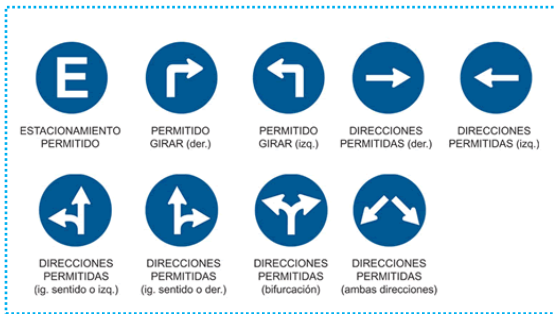 E
ESTACIONAMIENTO
PERMITIDO
PERMITIDO
GIRAR (der.)
PERMITIDO
GIRAR (izq.)
DIRECCIONES
PERMITIDAS (der.)
DIRECCIONES
PERMITIDAS (izq.)
DIRECCIONES
PERMITIDAS
(ig. sentido o izq.)
DIRECCIONES
PERMITIDAS
(ig. sentido o der.)
DIRECCIONES
PERMITIDAS
(bifurcación)
DIRECCIONES
PERMITIDAS
(ambas direcciones)